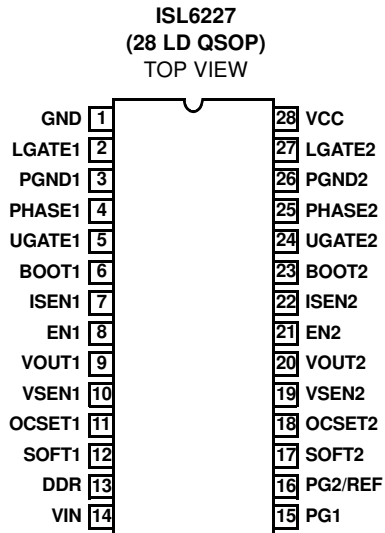 ISL6227
(28 LD QSOP)
TOP VIEW
GND 1 28 VCC
LGATE1 2 27 LGATE2
PGND1 3 26 PGND2
PHASE1 4 25 PHASE2
UGATE1 5 24 UGATE2
BOOT1 6 23 BOOT2
ISEN1 7 22 ISEN2
EN1 8 21 EN2
VOUT1 9 20 VOUT2
VSEN1 10 19 VSEN2
OCSET1 11 18 OCSET2
SOFT1 12 17 SOFT2
DDR 13 16 PG2/REF
VIN 14 15 PG1